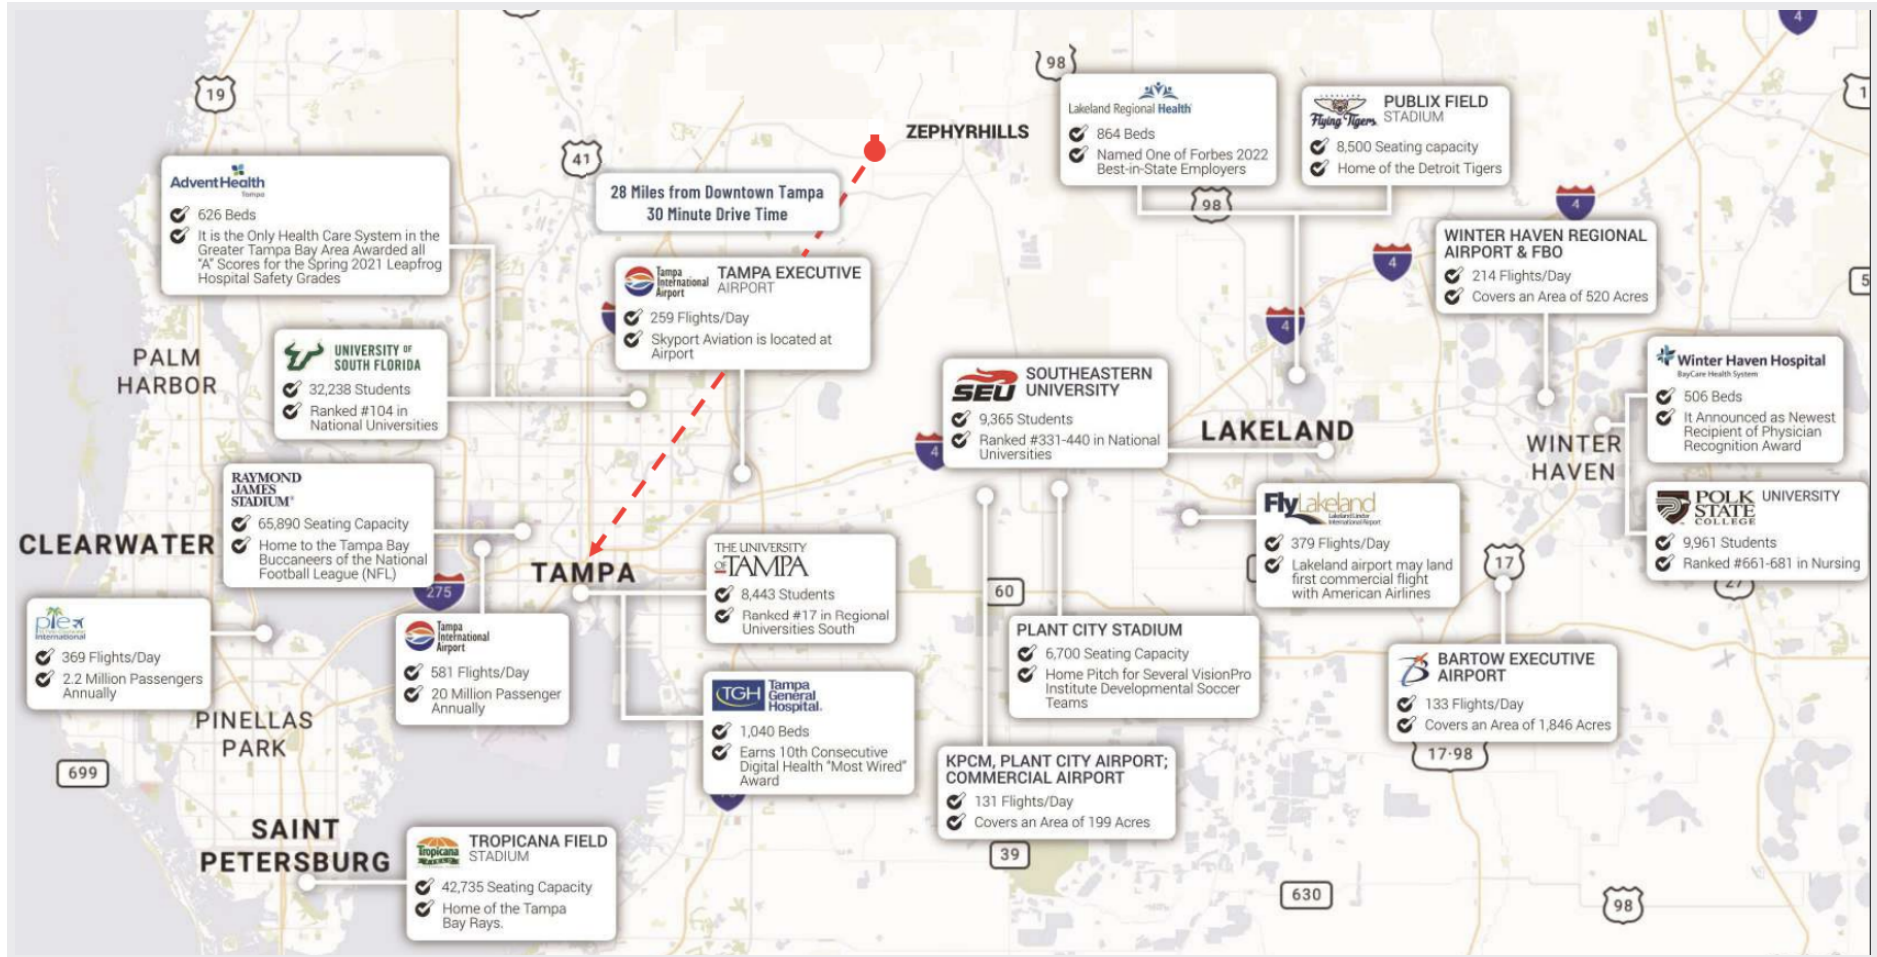 4
19
98
1
41
ZEPHYRHILLS
28 Miles from Downtown Tampa
30 Minute Drive Time
Lakeland Regional Health
864 Beds
Named One of Forbes 2022
Best-in-State Employers
LAKELAND
Flying Tigers
PUBLIX FIELD
STADIUM
8,500 Seating capacity
Home of the Detroit Tigers
98
4
4
4
5
AdventHealth
Tampa
626 Beds
It is the Only Health Care System in the
Greater Tampa Bay Area Awarded all
"A" Scores for the Spring 2021 Leapfrog
Hospital Safety Grades
Tampa
International
Airport
TAMPA EXECUTIVE
AIRPORT
259 Flights/Day
Skyport Aviation is located at
Airport
WINTER HAVEN REGIONAL
AIRPORT & FBO
214 Flights/Day
Covers an Area of 520 Acres
PALM
HARBOR
UNIVERSITY OF
SOUTH FLORIDA
32,238 Students
Ranked #104 in
National Universities
SEU
SOUTHEASTERN
UNIVERSITY
9,365 Students
Ranked #331-440 in National
Universities
4
LAKELAND
WINTER
HAVEN
Winter Haven Hospital
BayCare Health System
506 Beds
It Announced as Newest
Recipient of Physician
Recognition Award
RAYMOND
JAMES
STADIUM
65,890 Seating Capacity
Home to the Tampa Bay
Buccaneers of the National
Football League (NFL)
CLEARWATER
275
TAMPA
THE UNIVERSITY
OF TAMPA
8,443 Students
Ranked #17 in Regional
Universities South
FlyLakeland
Lakeland Linder
International Airport
379 Flights/Day
Lakeland airport may land
first commercial flight
with American Airlines
POLK
STATE
COLLEGE
UNIVERSITY
9,961 Students
Ranked #661-681 in Nursing
17
27
60
pie
International
369 Flights/Day
2.2 Million Passengers
Annually
Tampa
International
Airport
581 Flights/Day
20 Million Passenger
Annually
PLANT CITY STADIUM
6,700 Seating Capacity
Home Pitch for Several VisionPro
Institute Developmental Soccer
Teams
BARTOW EXECUTIVE
AIRPORT
133 Flights/Day
Covers an Area of 1,846 Acres
17·98
PINELLAS
PARK
TGH
Tampa
General
Hospital.
1,040 Beds
Earns 10th Consecutive
Digital Health "Most Wired"
Award
699
KPCM, PLANT CITY AIRPORT;
COMMERCIAL AIRPORT
131 Flights/Day
Covers an Area of 199 Acres
SAINT
PETERSBURG
Tropicana
FIELD
TROPICANA FIELD
STADIUM
42,735 Seating Capacity
Home of the Tampa
Bay Rays.
39
630
98